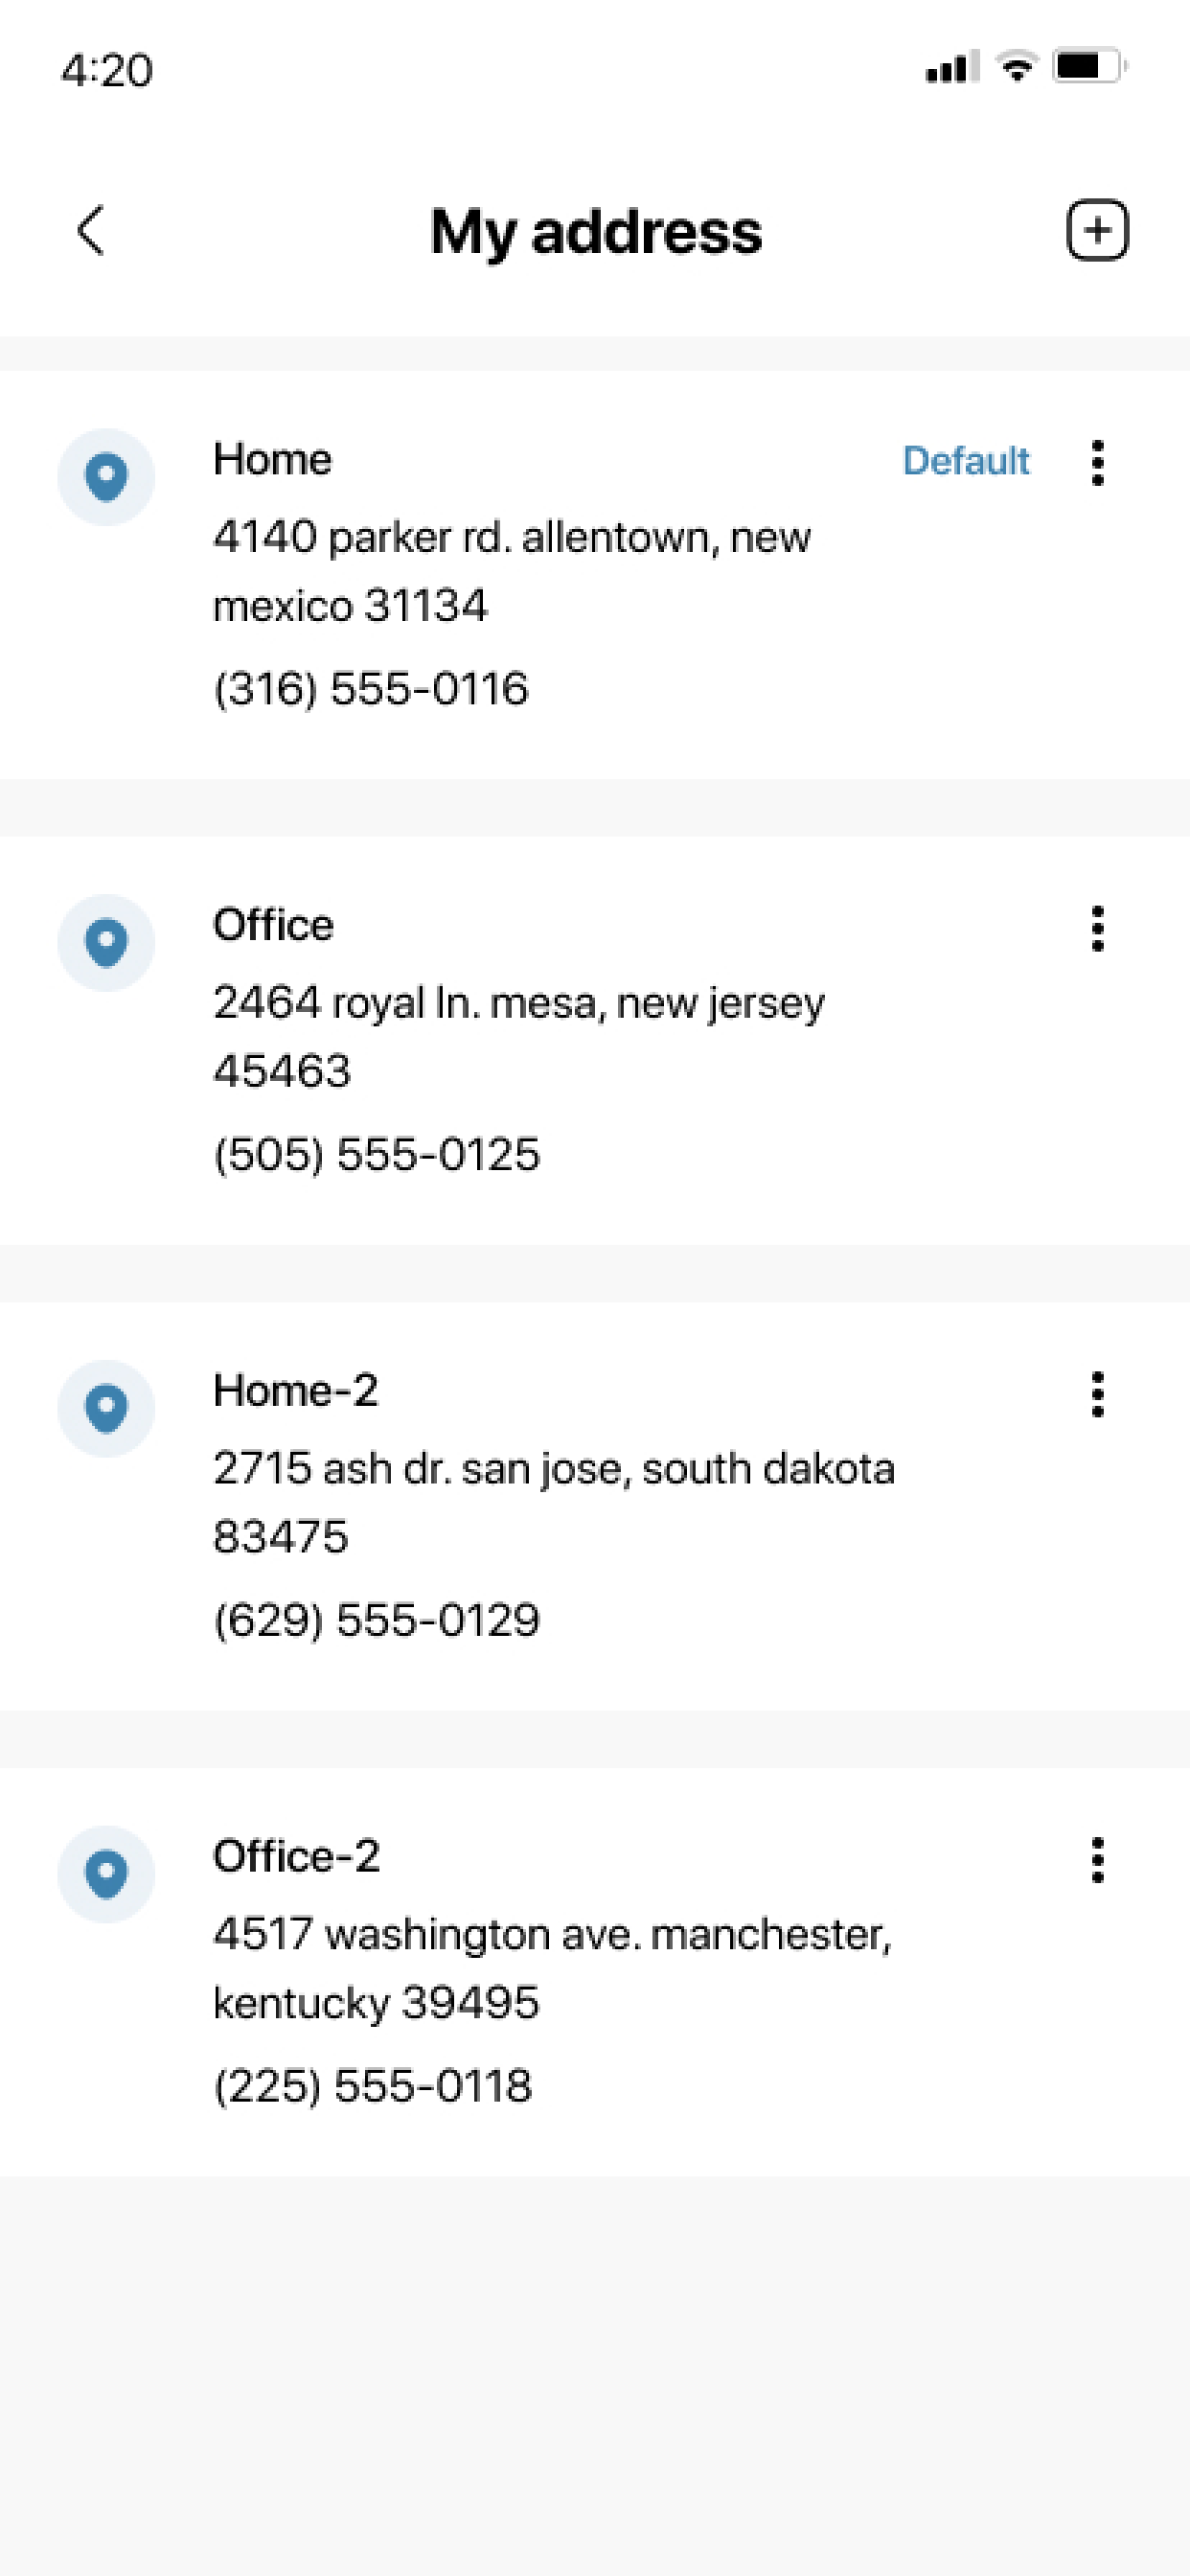 4:20
My address
Home
Default
4140 parker rd. allentown, new
mexico 31134
(316) 555-0116
Office
2464 royal ln. mesa, new jersey
45463
(505) 555-0125
Home-2
2715 ash dr. san jose, south dakota
83475
(629) 555-0129
Office-2
4517 washington ave. manchester,
kentucky 39495
(225) 555-0118